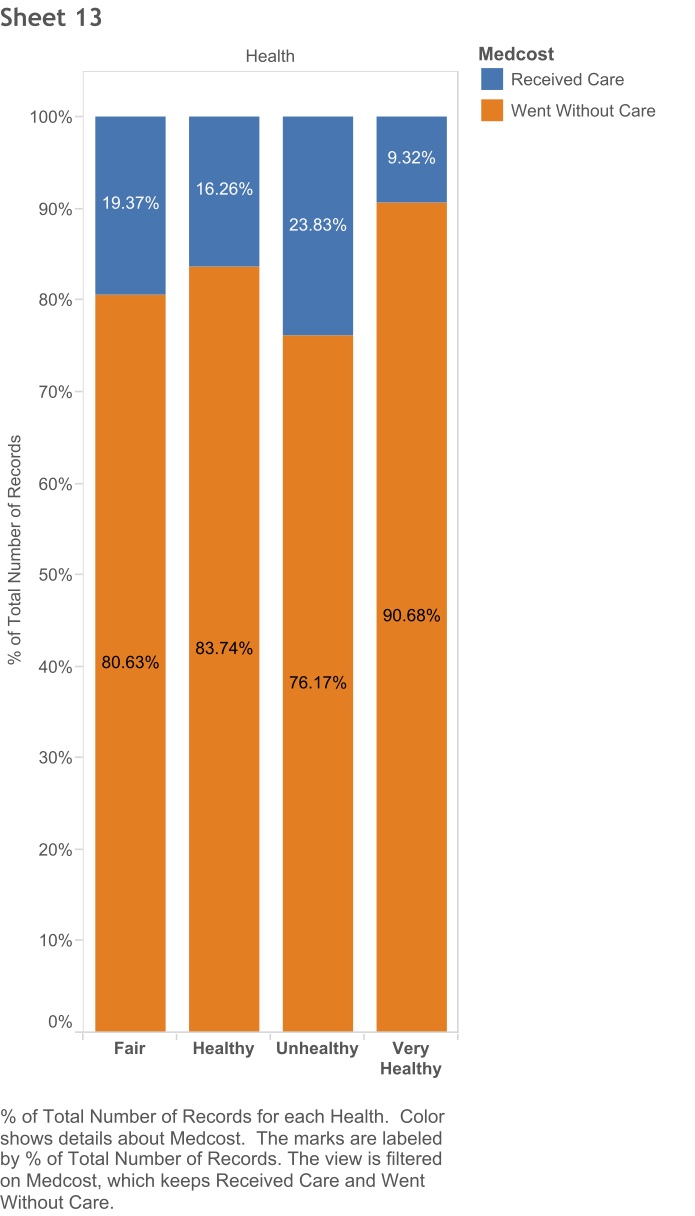 Sheet 13
Health
Medcost
Received Care
Went Without Care
100%
90%
80%
70%
60%
50%
40%
30%
20%
10%
0%
% of Total Number of Records
19.37%
16.26%
23.83%
9.32%
80.63%
83.74%
76.17%
90.68%
Fair
Healthy
Unhealthy
Very
Healthy
% of Total Number of Records for each Health.  Color
shows details about Medcost.  The marks are labeled
by % of Total Number of Records. The view is filtered
on Medcost, which keeps Received Care and Went
Without Care.